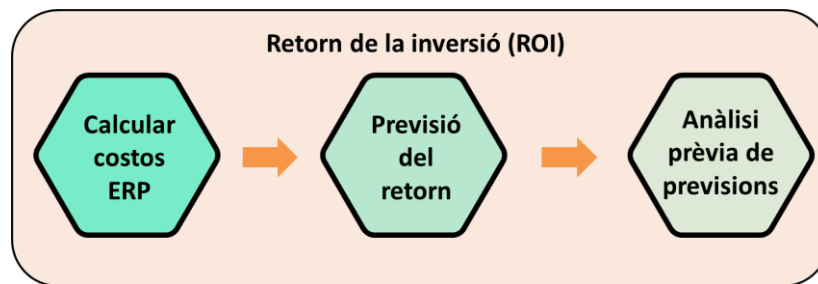 Retorn de la inversió (ROI)
Calcular
costos
ERP
Previsió
del
retorn
Anàlisi
prèvia de
previsions